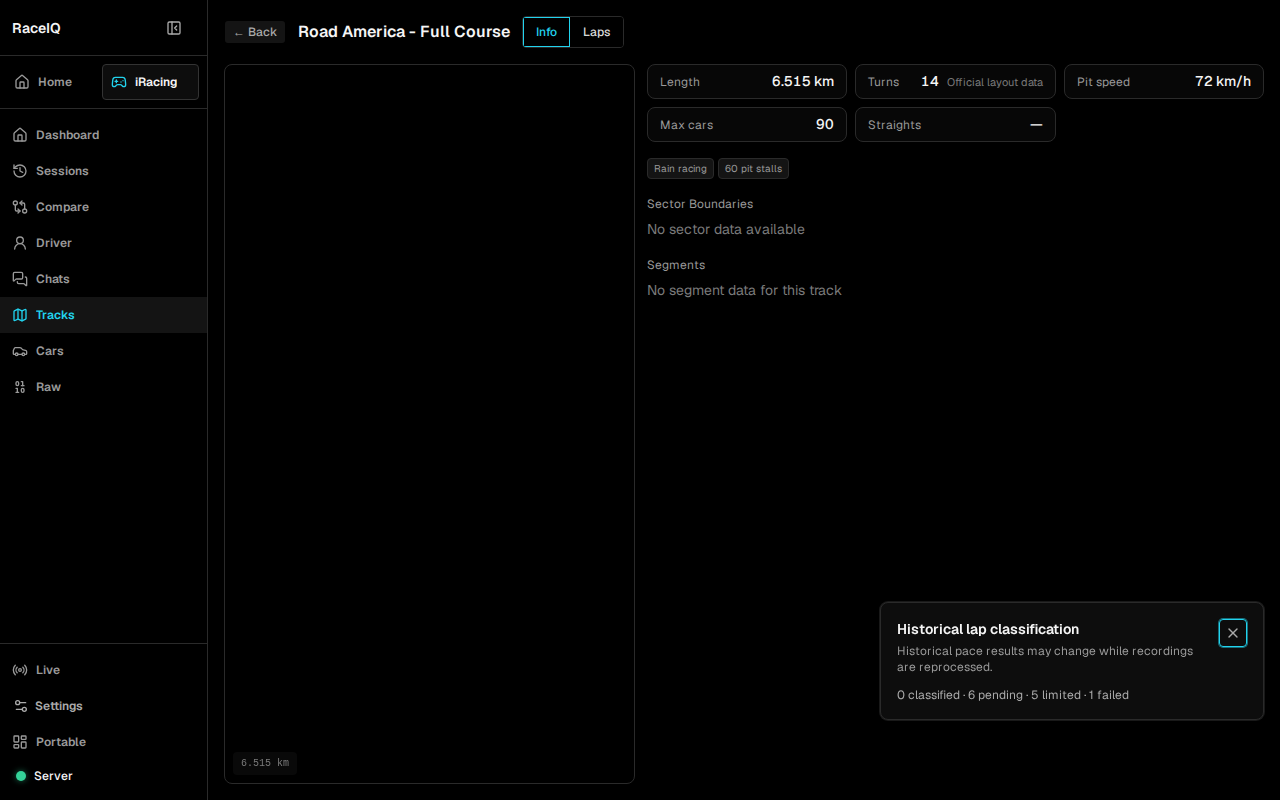 RaceIQ
Home
iRacing
Dashboard
Sessions
Compare
Driver
Chats
Tracks
Cars
Raw
Live
Settings
Portable
Server
← Back
Road America - Full Course
Info
Laps
6.515 km
Length 6.515 km
Turns 14 Official layout data
Pit speed 72 km/h
Max cars 90
Straights —
Rain racing
60 pit stalls
Sector Boundaries
No sector data available
Segments
No segment data for this track
Historical lap classification
Historical pace results may change while recordings
are reprocessed.
0 classified · 6 pending · 5 limited · 1 failed